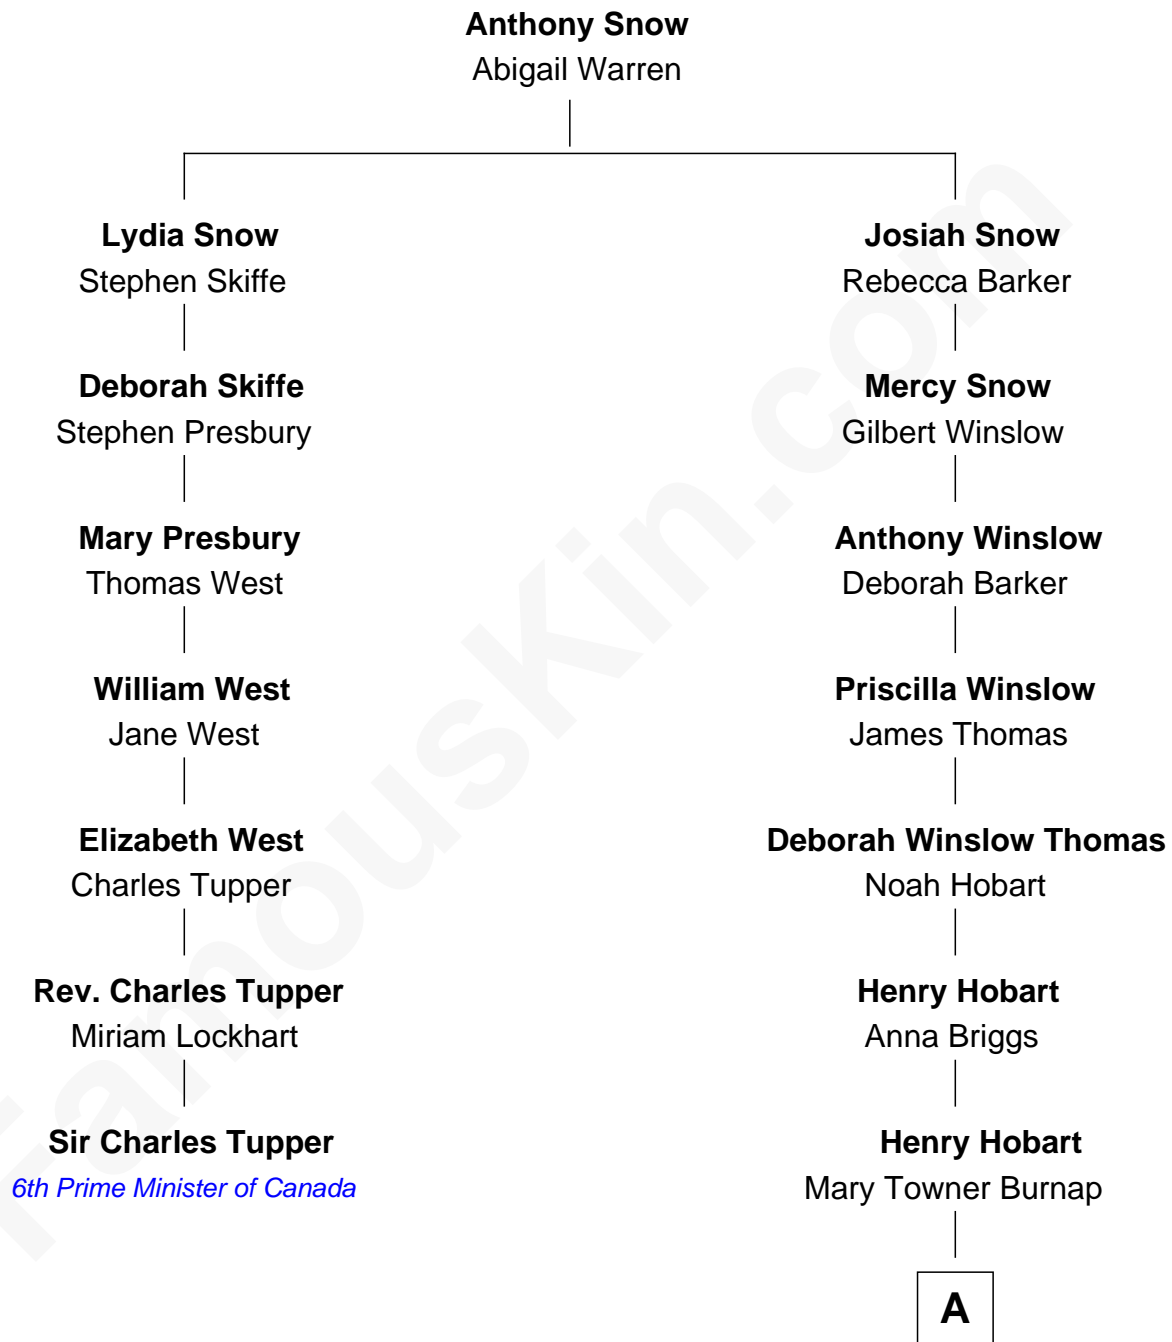 Anthony Snow
Abigail Warren
Lydia Snow
Stephen Skiffe
Josiah Snow
Rebecca Barker
Deborah Skiffe
Stephen Presbury
Mercy Snow
Gilbert Winslow
Mary Presbury
Thomas West
Anthony Winslow
Deborah Barker
William West
Jane West
Priscilla Winslow
James Thomas
Elizabeth West
Charles Tupper
Deborah Winslow Thomas
Noah Hobart
Rev. Charles Tupper
Miriam Lockhart
Henry Hobart
Anna Briggs
Sir Charles Tupper
6th Prime Minister of Canada
Henry Hobart
Mary Towner Burnap
A
FamousKin.com